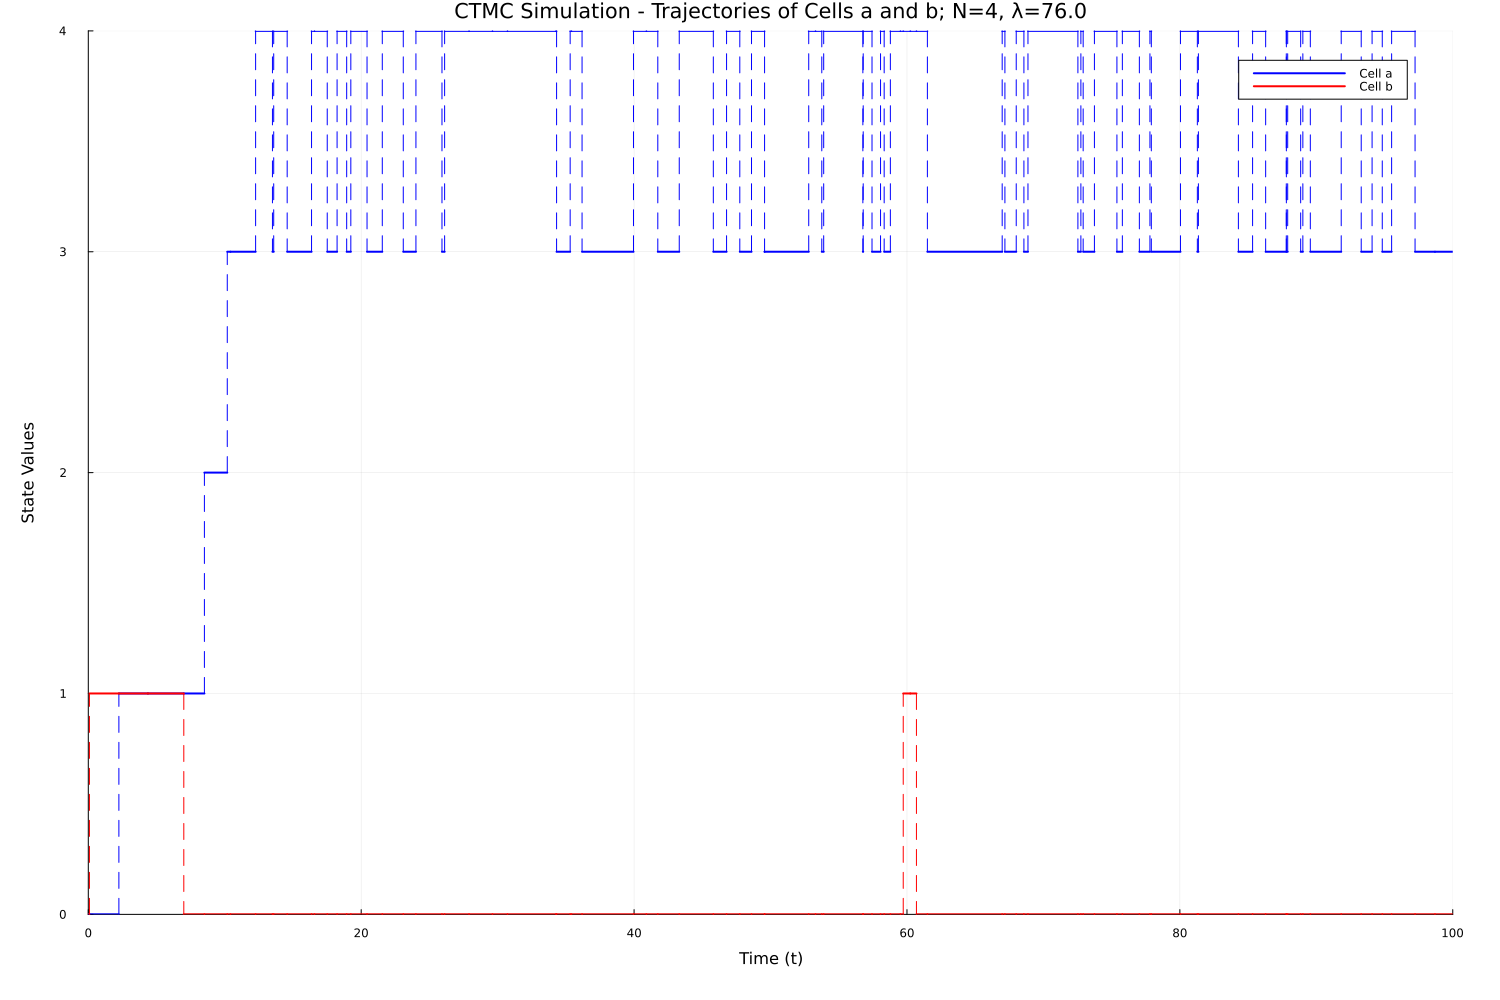 CTMC Simulation - Trajectories of Cells a and b; N=4, λ=76.0
4
Cell a
Cell b
3
State Values
2
1
0
0 20 40 60 80 100
Time (t)